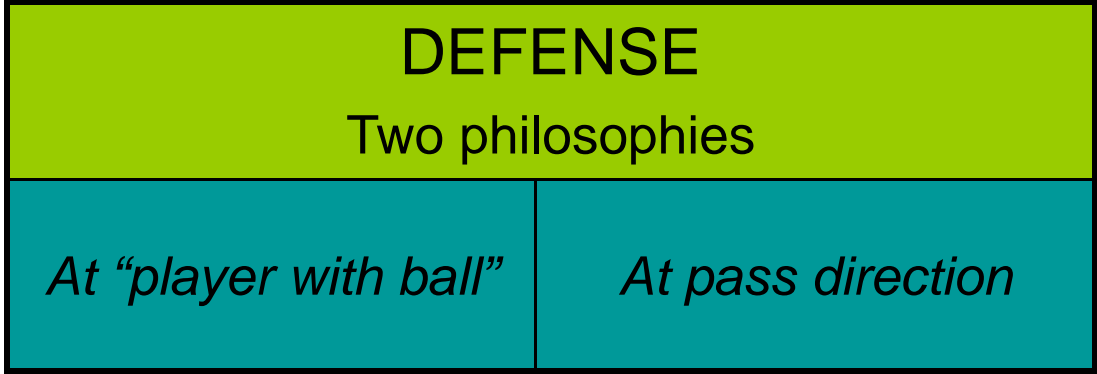 DEFENSE
Two philosophies
At “player with ball”
At pass direction